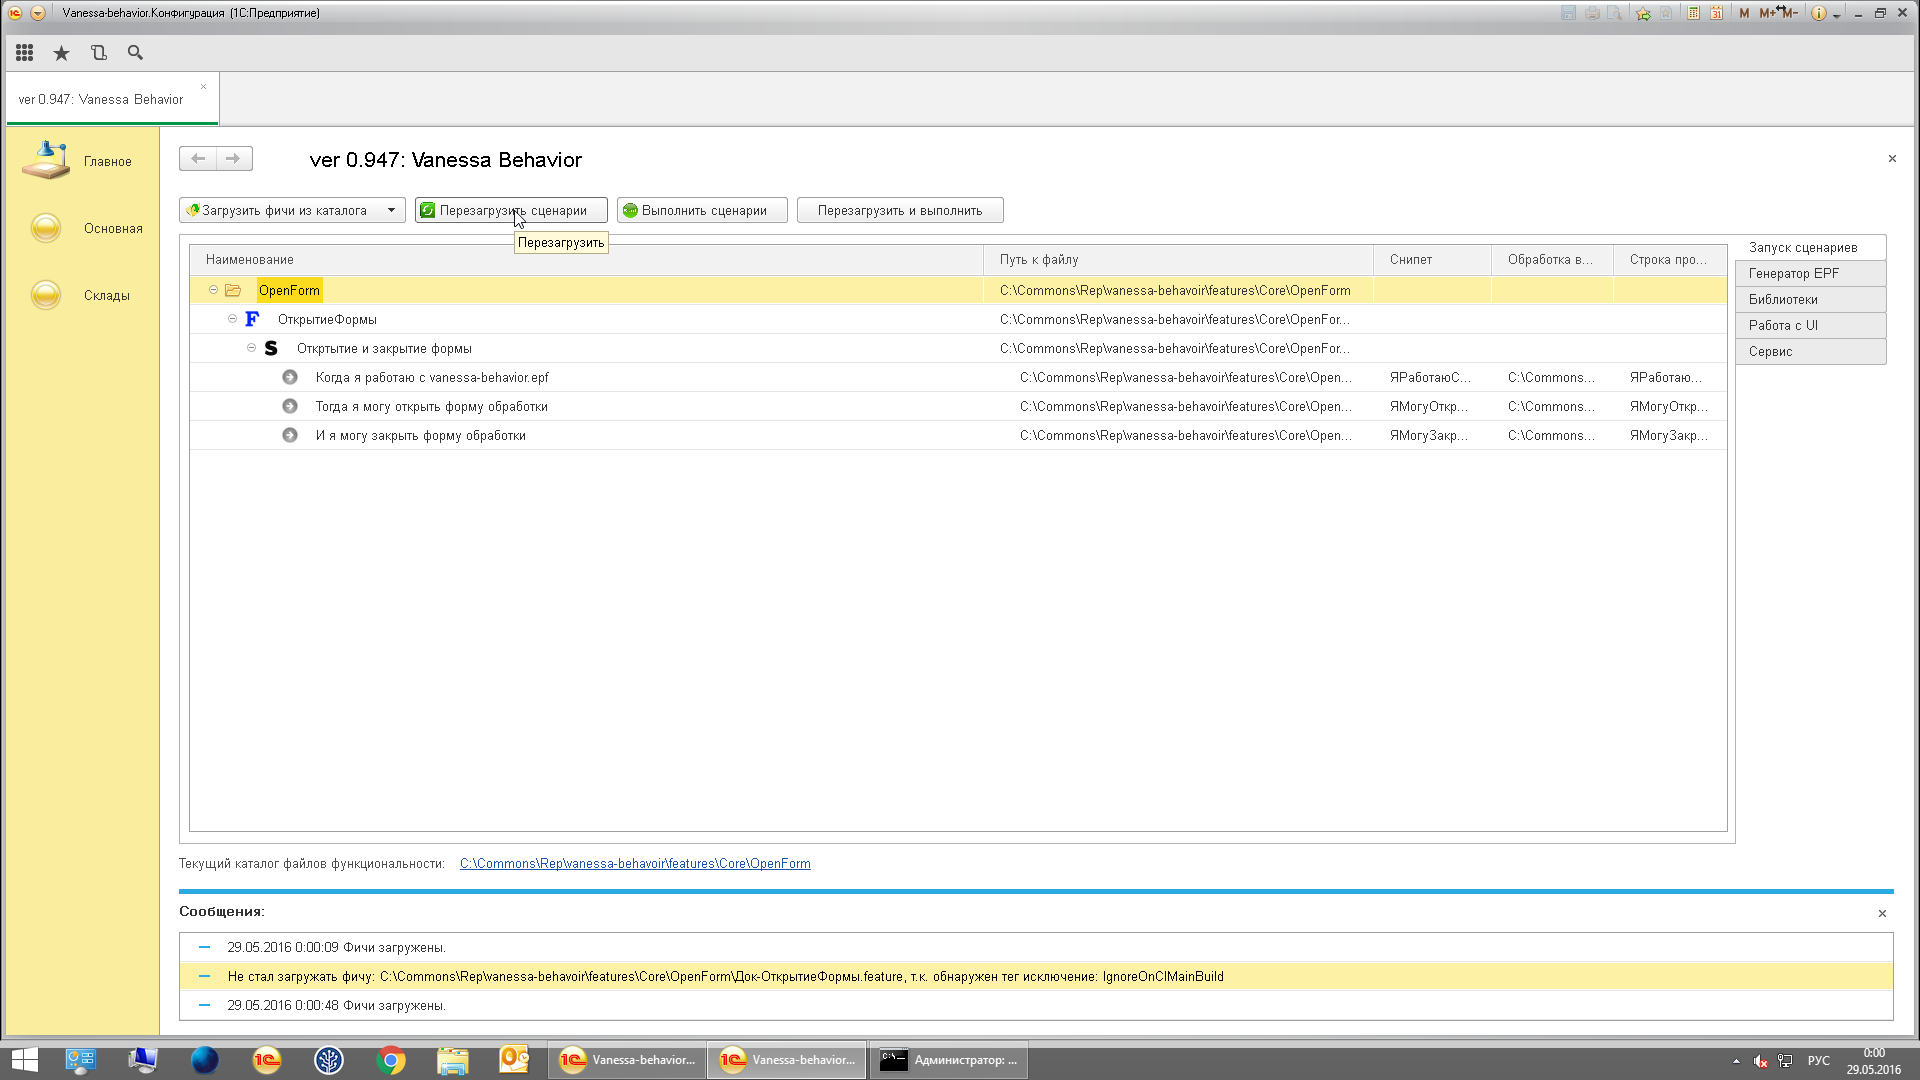 Vanessa-behavior.Конфигурация (1С:Предприятие)
M M+ M-
ver 0.947: Vanessa Behavior
Главное
Основная
Склады
ver 0.947: Vanessa Behavior
Загрузить фичи из каталога
Перезагрузить сценарии
Выполнить сценарии
Перезагрузить и выполнить
Перезагрузить
Наименование Путь к файлу Снипет Обработка в... Строка про...
OpenForm C:\Commons\Rep\vanessa-behavoir\features\Core\OpenForm
F ОткрытиеФормы C:\Commons\Rep\vanessa-behavoir\features\Core\OpenFor...
S Откртытие и закрытие формы C:\Commons\Rep\vanessa-behavoir\features\Core\OpenFor...
Когда я работаю с vanessa-behavior.epf C:\Commons\Rep\vanessa-behavoir\features\Core\Open... ЯРаботаюС... C:\Commons... ЯРаботаю...
Тогда я могу открыть форму обработки C:\Commons\Rep\vanessa-behavoir\features\Core\Open... ЯМогуОткр... C:\Commons... ЯМогуОткр...
И я могу закрыть форму обработки C:\Commons\Rep\vanessa-behavoir\features\Core\Open... ЯМогуЗакр... C:\Commons... ЯМогуЗакр...
Запуск сценариев
Генератор EPF
Библиотеки
Работа с UI
Сервис
Текущий каталог файлов функциональности: C:\Commons\Rep\vanessa-behavoir\features\Core\OpenForm
Сообщения:
29.05.2016 0:00:09 Фичи загружены.
Не стал загружать фичу: C:\Commons\Rep\vanessa-behavoir\features\Core\OpenForm\Док-ОткрытиеФормы.feature, т.к. обнаружен тег исключение: IgnoreOnCIMainBuild
29.05.2016 0:00:48 Фичи загружены.
Vanessa-behavior...
Vanessa-behavior...
Администратор: ...
РУС
0:00
29.05.2016